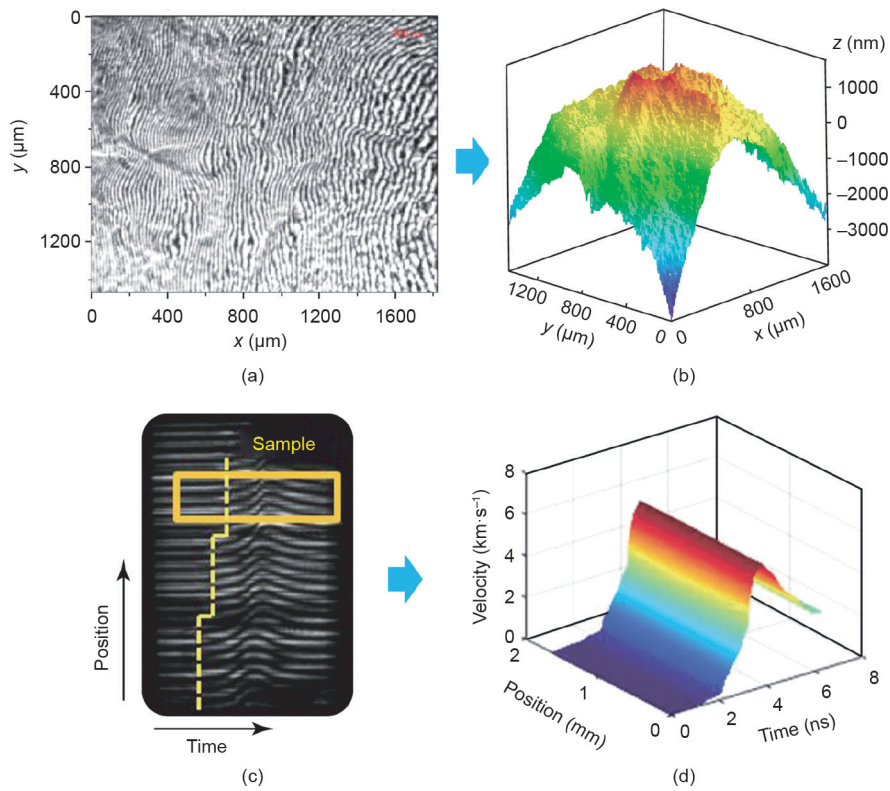 0
400
800
1200
y (µm)
0 400 800 1200 1600
x (µm)
(a)
z (nm)
1000
0
–1000
–2000
–3000
1200
800
400
0
y (µm)
0
800
1600
x (µm)
(b)
Sample
Position
Time
(c)
Velocity (km·s⁻¹)
8
6
4
2
0
2
1
0
Position (mm)
0
2
4
6
8
Time (ns)
(d)